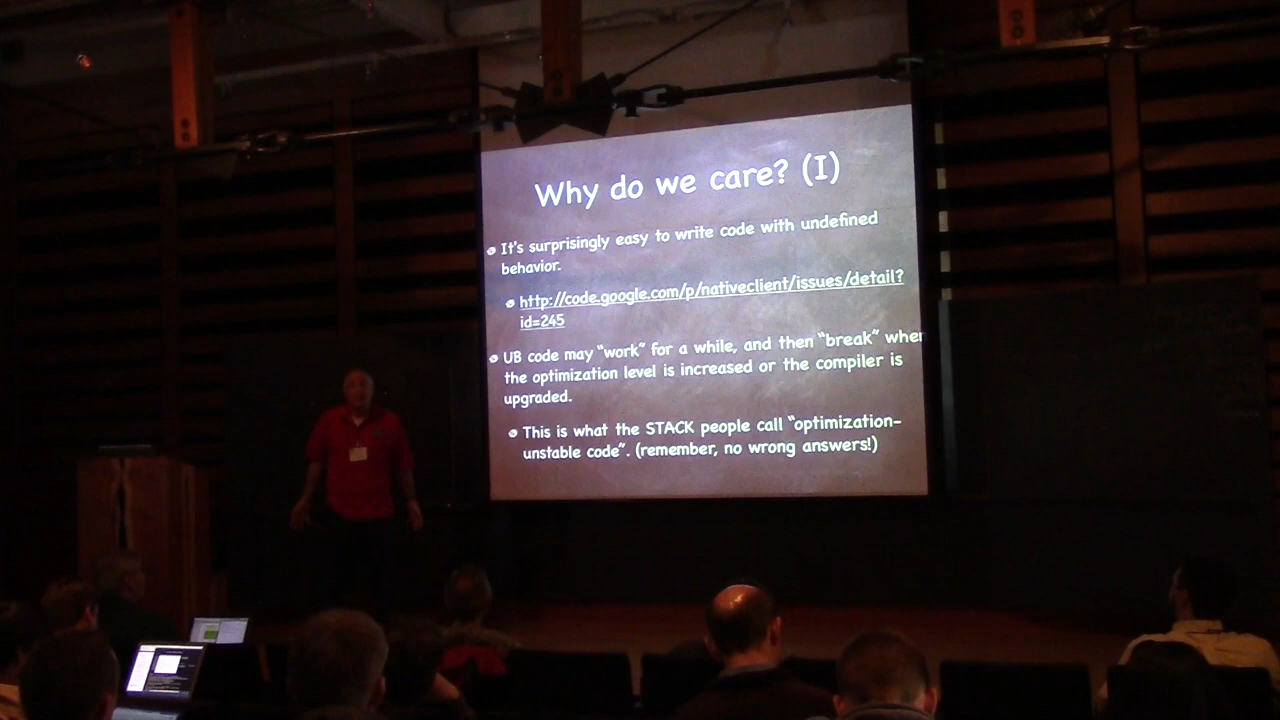 Why do we care? (I)
It's surprisingly easy to write code with undefined
behavior.
http://code.google.com/p/nativeclient/issues/detail?
id=245
UB code may “work” for a while, and then “break” when
the optimization level is increased or the compiler is
upgraded.
This is what the STACK people call “optimization-
unstable code”. (remember, no wrong answers!)